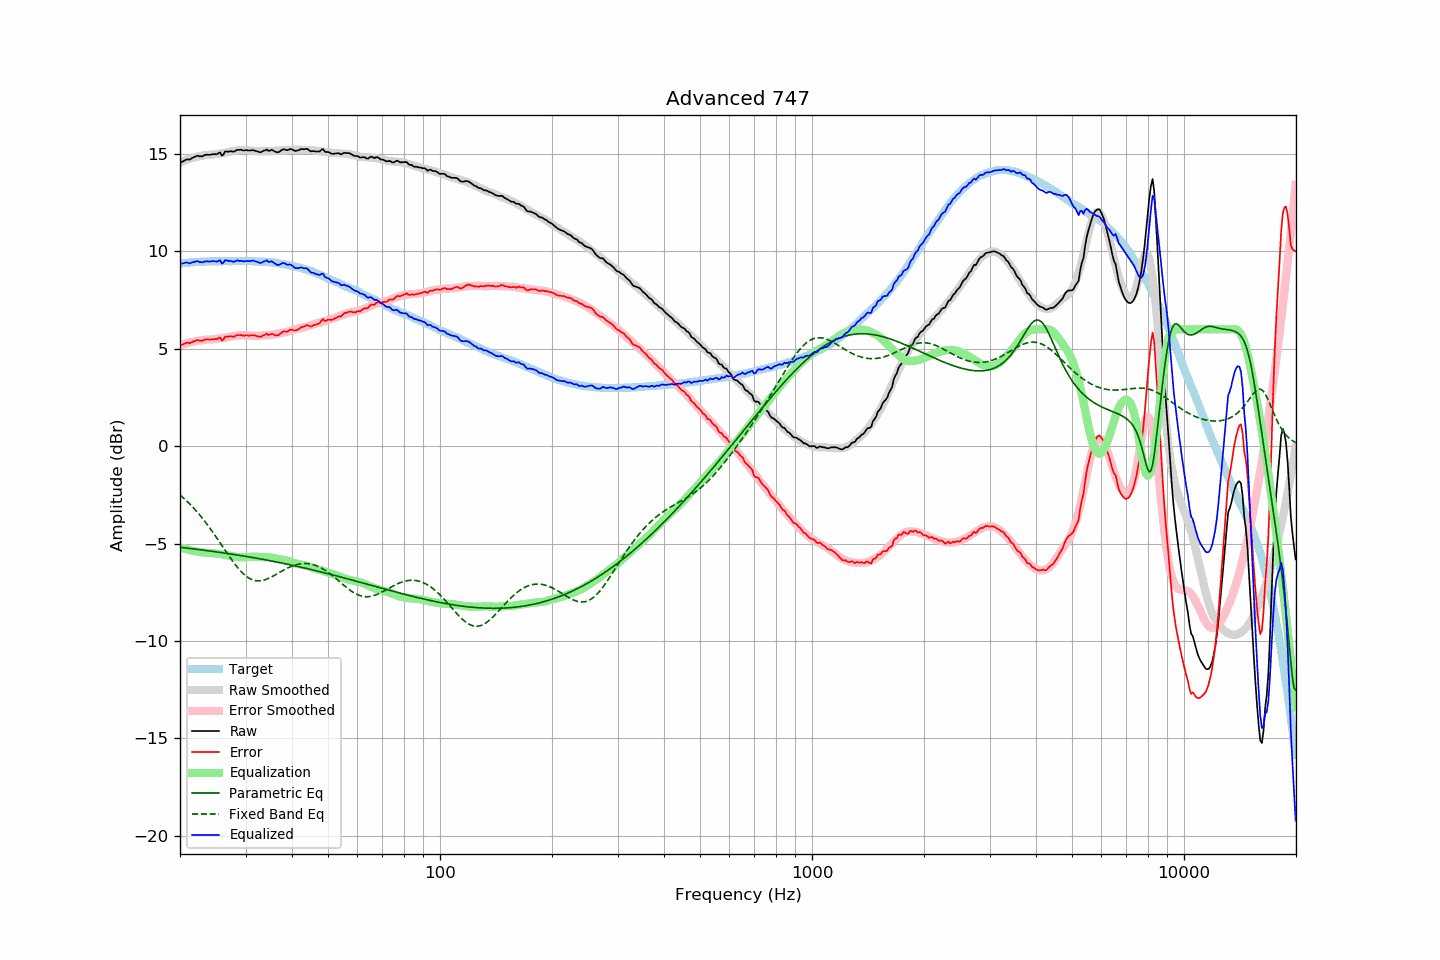 Advanced 747
15
10
5
0
−5
−10
−15
−20
Amplitude (dBr)
Target
Raw Smoothed
Error Smoothed
Raw
Error
Equalization
Parametric Eq
Fixed Band Eq
Equalized
100
1000
10000
Frequency (Hz)